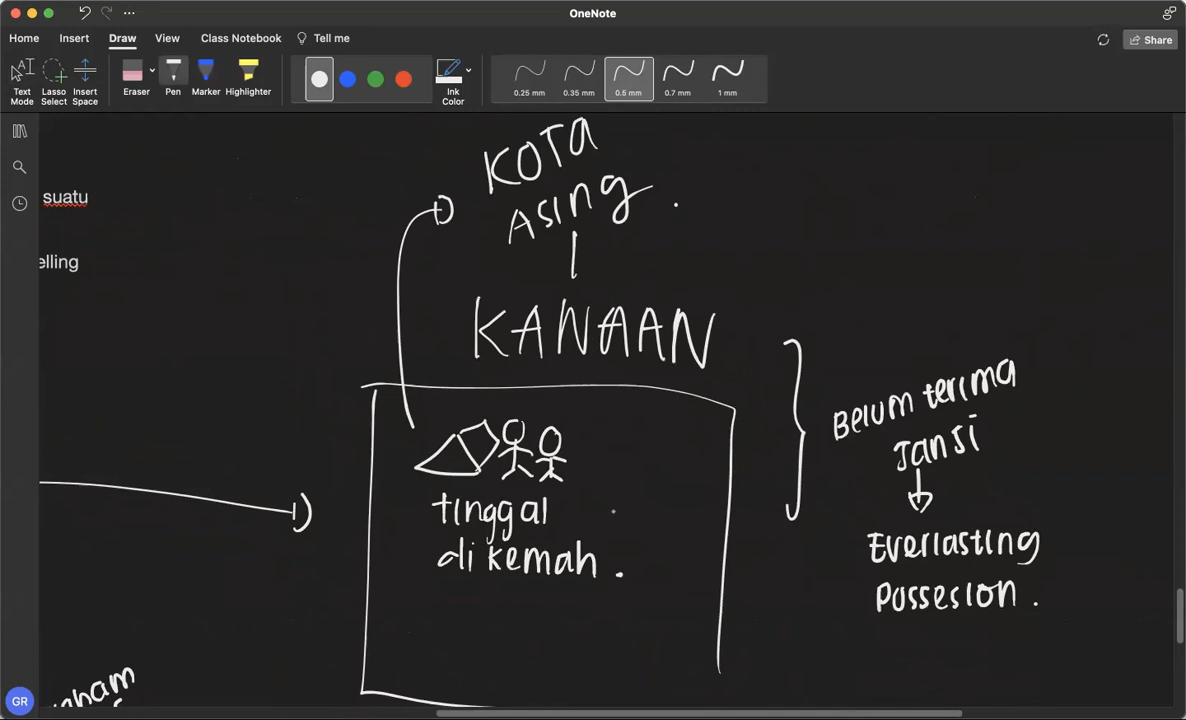 OneNote
Home Insert Draw View Class Notebook Tell me
Share
Text Mode
Lasso Select
Insert Space
Eraser
Pen
Marker
Highlighter
Ink Color
0.25 mm
0.35 mm
0.5 mm
0.7 mm
1 mm
suatu
elling
KOTA
Asing .
KANAAN
tinggal
di kemah .
Belum terima
Janji
Everlasting
Possesion .
GR